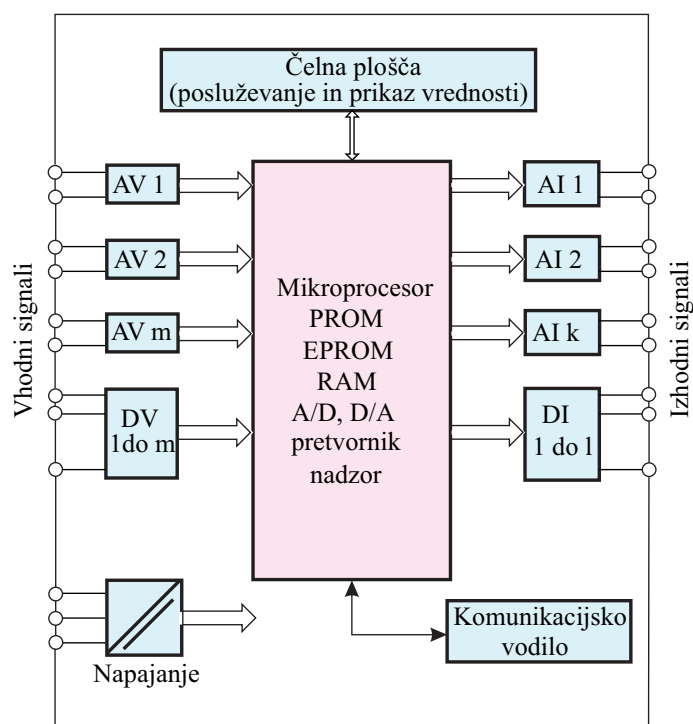 Čelna plošča
(posluževanje in prikaz vrednosti)
Vhodni signali
AV 1
AV 2
AV m
DV
1do m
Napajanje
Mikroprocesor
PROM
EPROM
RAM
A/D, D/A
pretvornik
nadzor
AI 1
AI 2
AI k
DI
1 do l
Izhodni signali
Komunikacijsko
vodilo